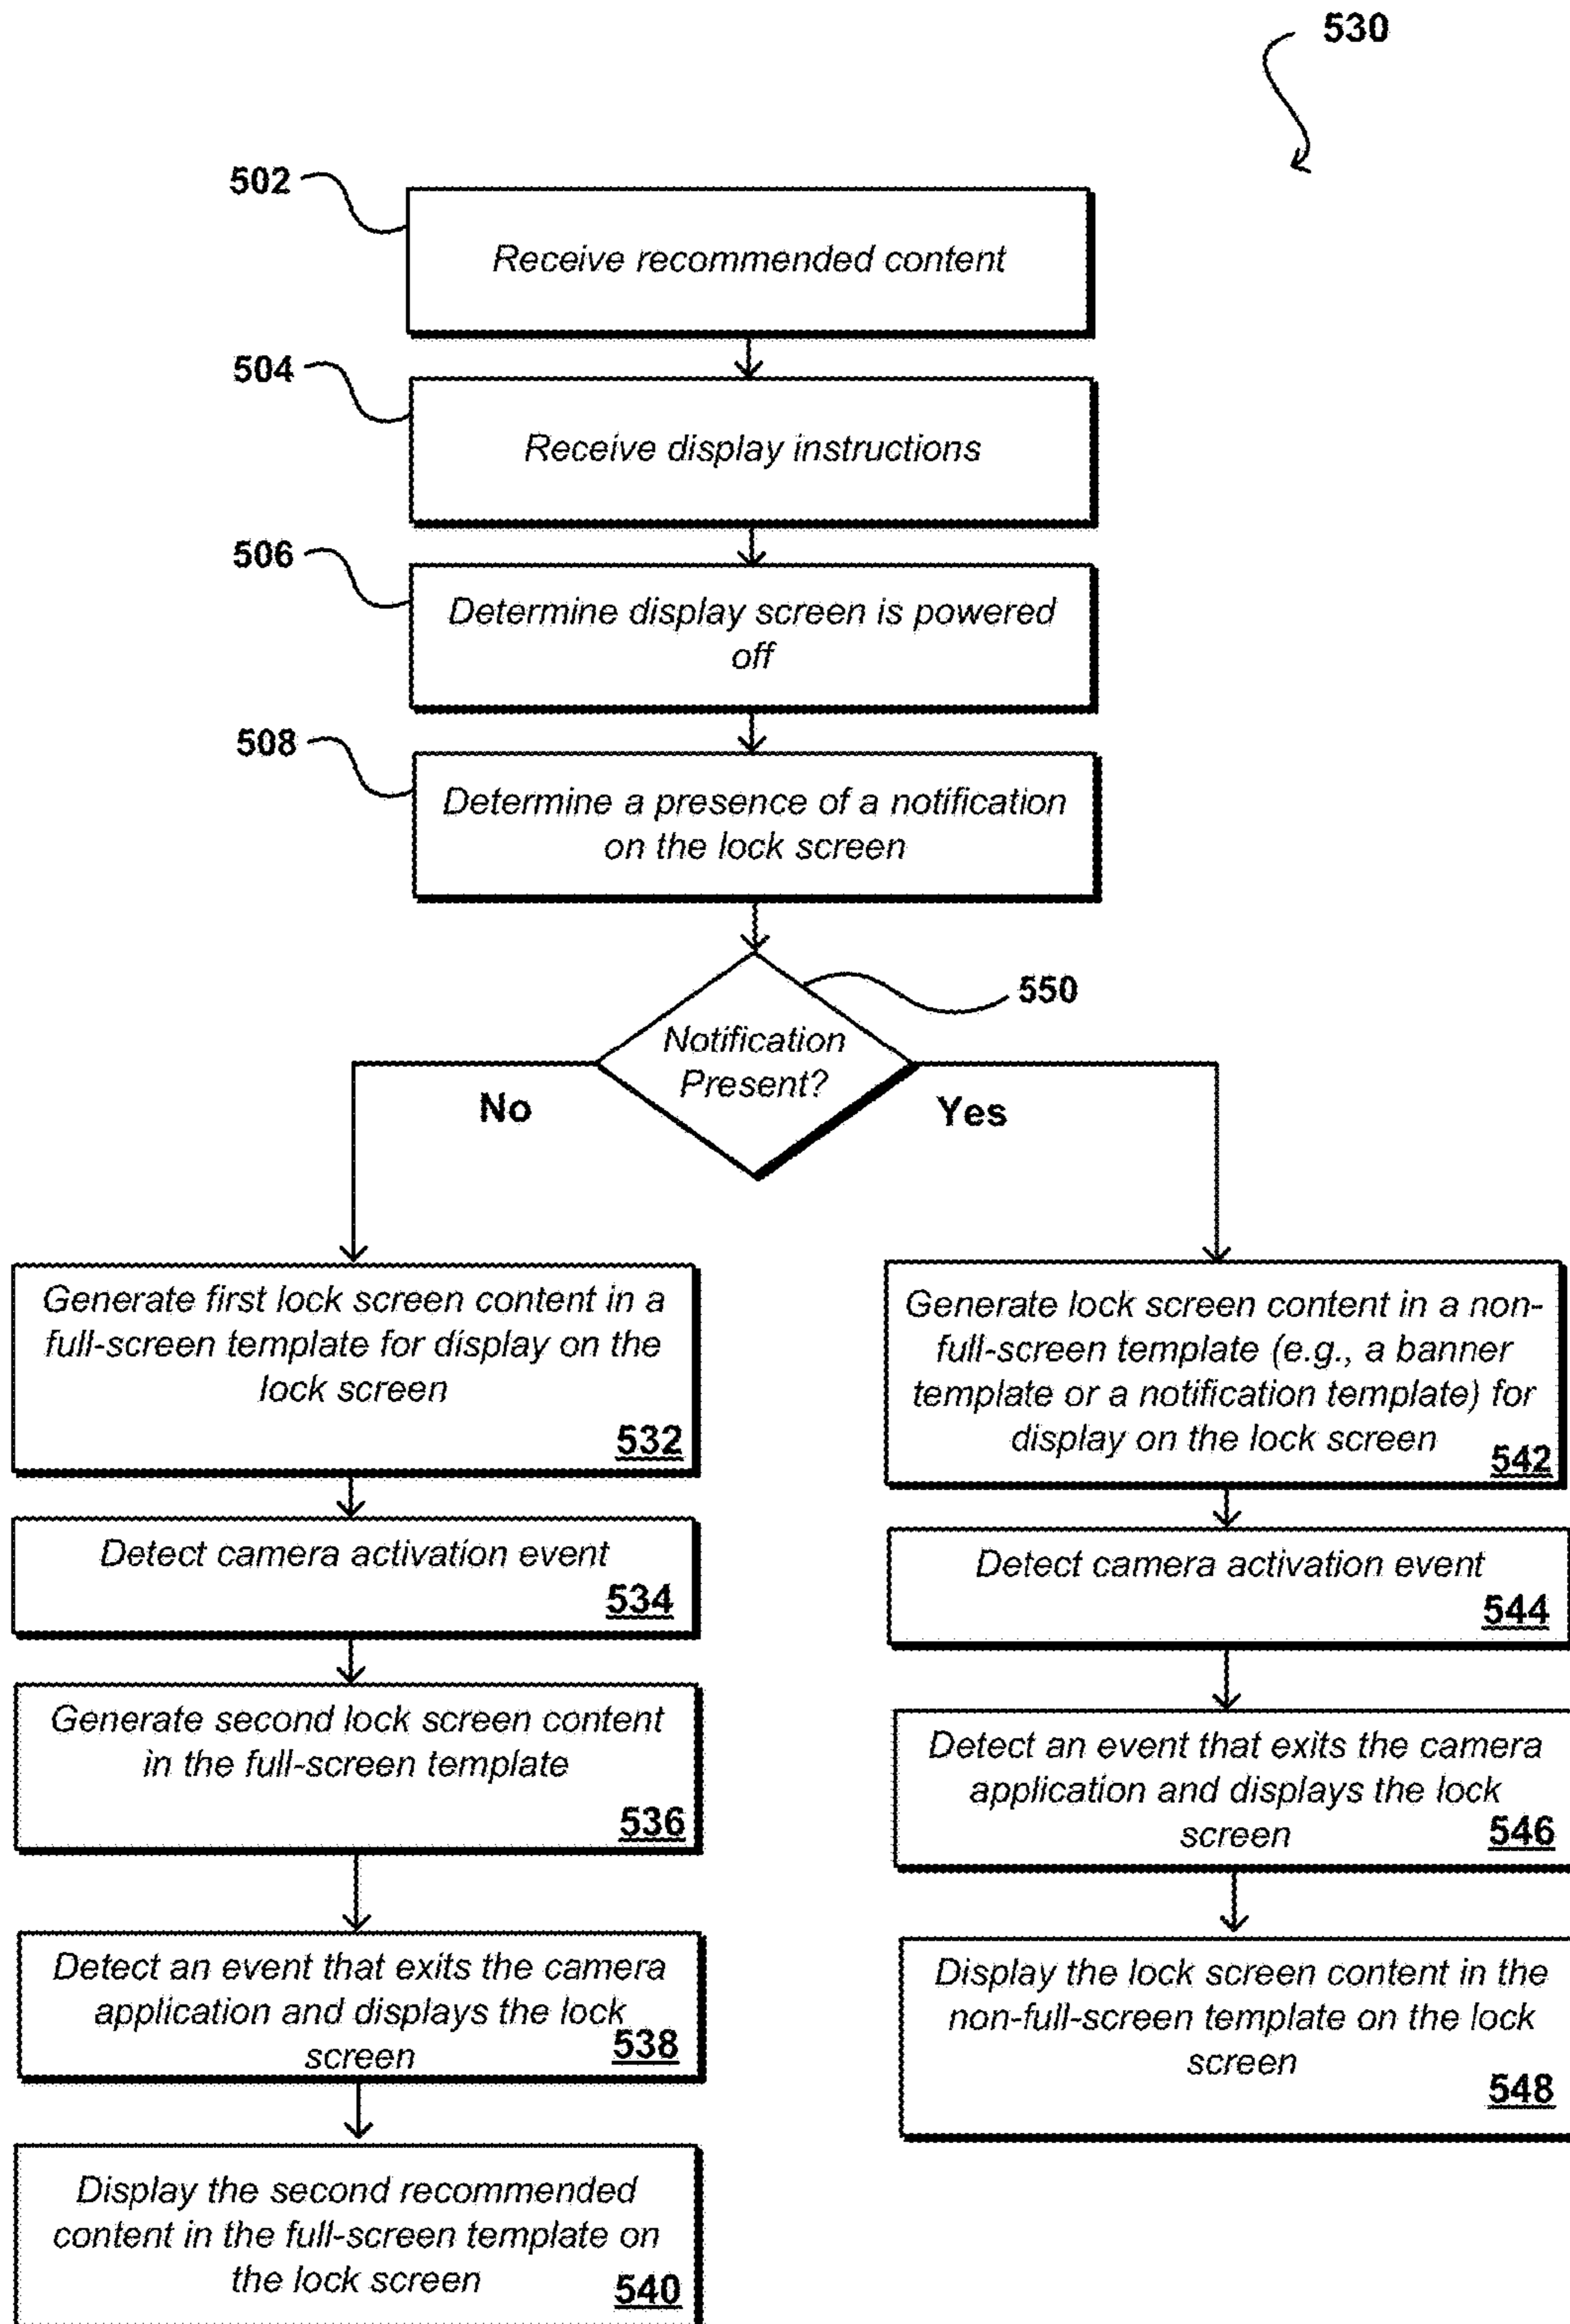 530
502
Receive recommended content
504
Receive display instructions
506
Determine display screen is powered
off
508
Determine a presence of a notification
on the lock screen
550
Notification
Present?
No
Yes
Generate first lock screen content in a
full-screen template for display on the
lock screen
532
Detect camera activation event
534
Generate second lock screen content
in the full-screen template
536
Detect an event that exits the camera
application and displays the lock
screen
538
Display the second recommended
content in the full-screen template on
the lock screen
540
Generate lock screen content in a non-
full-screen template (e.g., a banner
template or a notification template) for
display on the lock screen
542
Detect camera activation event
544
Detect an event that exits the camera
application and displays the lock
screen
546
Display the lock screen content in the
non-full-screen template on the lock
screen
548